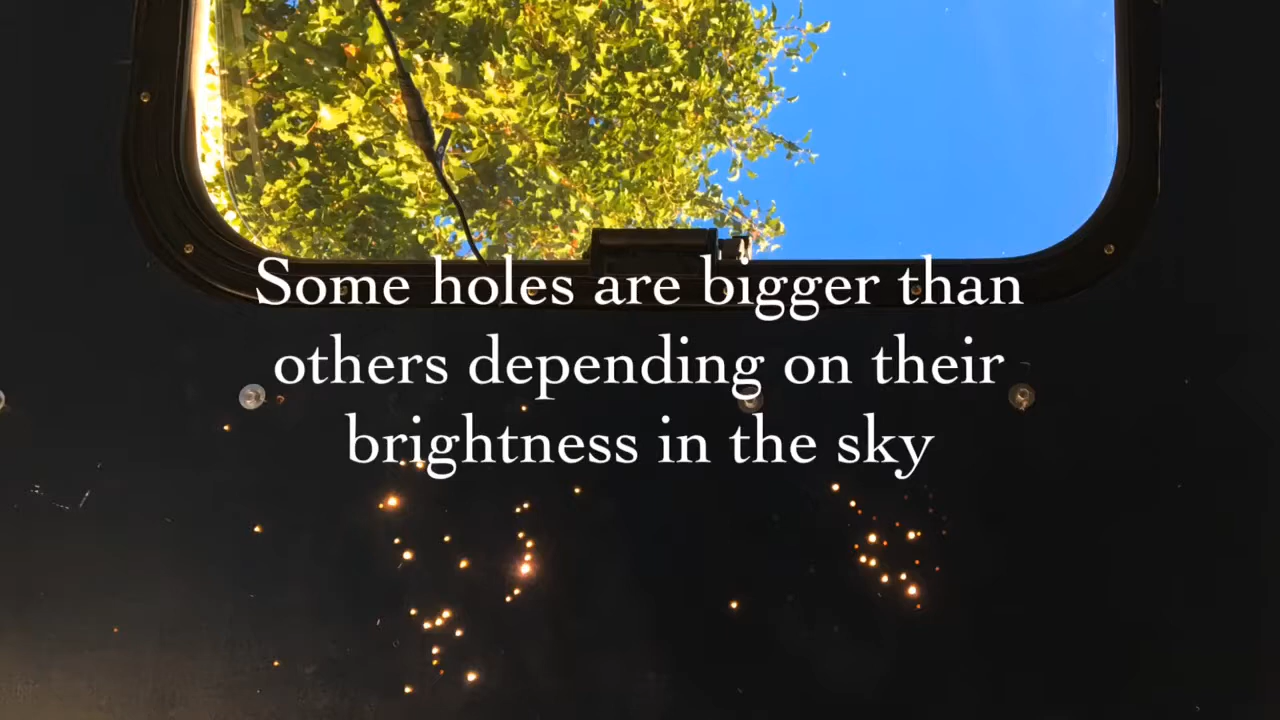 Some holes are bigger than
others depending on their
brightness in the sky